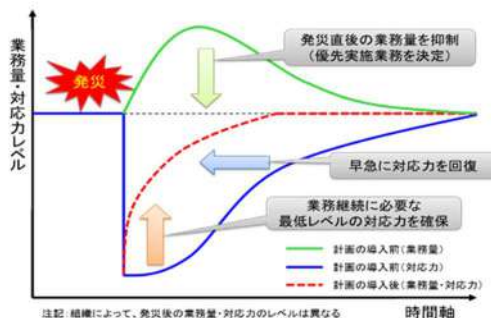 業務量・対応力レベル
発災
発災直後の業務量を抑制
(優先実施業務を決定)
早急に対応力を回復
業務継続に必要な
最低レベルの対応力を確保
計画の導入前(業務量)
計画の導入前(対応力)
計画の導入後(業務量・対応力)
注記:組織によって、発災後の業務量・対応力のレベルは異なる
時間軸